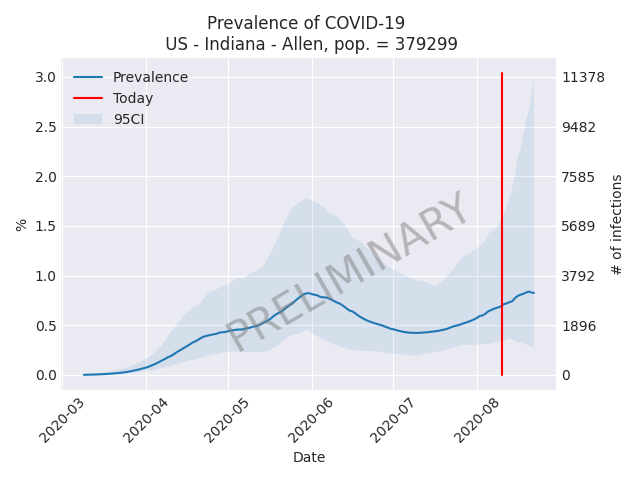 Prevalence of COVID-19
US - Indiana - Allen, pop. = 379299
Prevalence
Today
95CI
PRELIMINARY
%
3.0
2.5
2.0
1.5
1.0
0.5
0.0
11378
9482
7585
5689
3792
1896
0
# of infections
2020-03
2020-04
2020-05
2020-06
2020-07
2020-08
Date